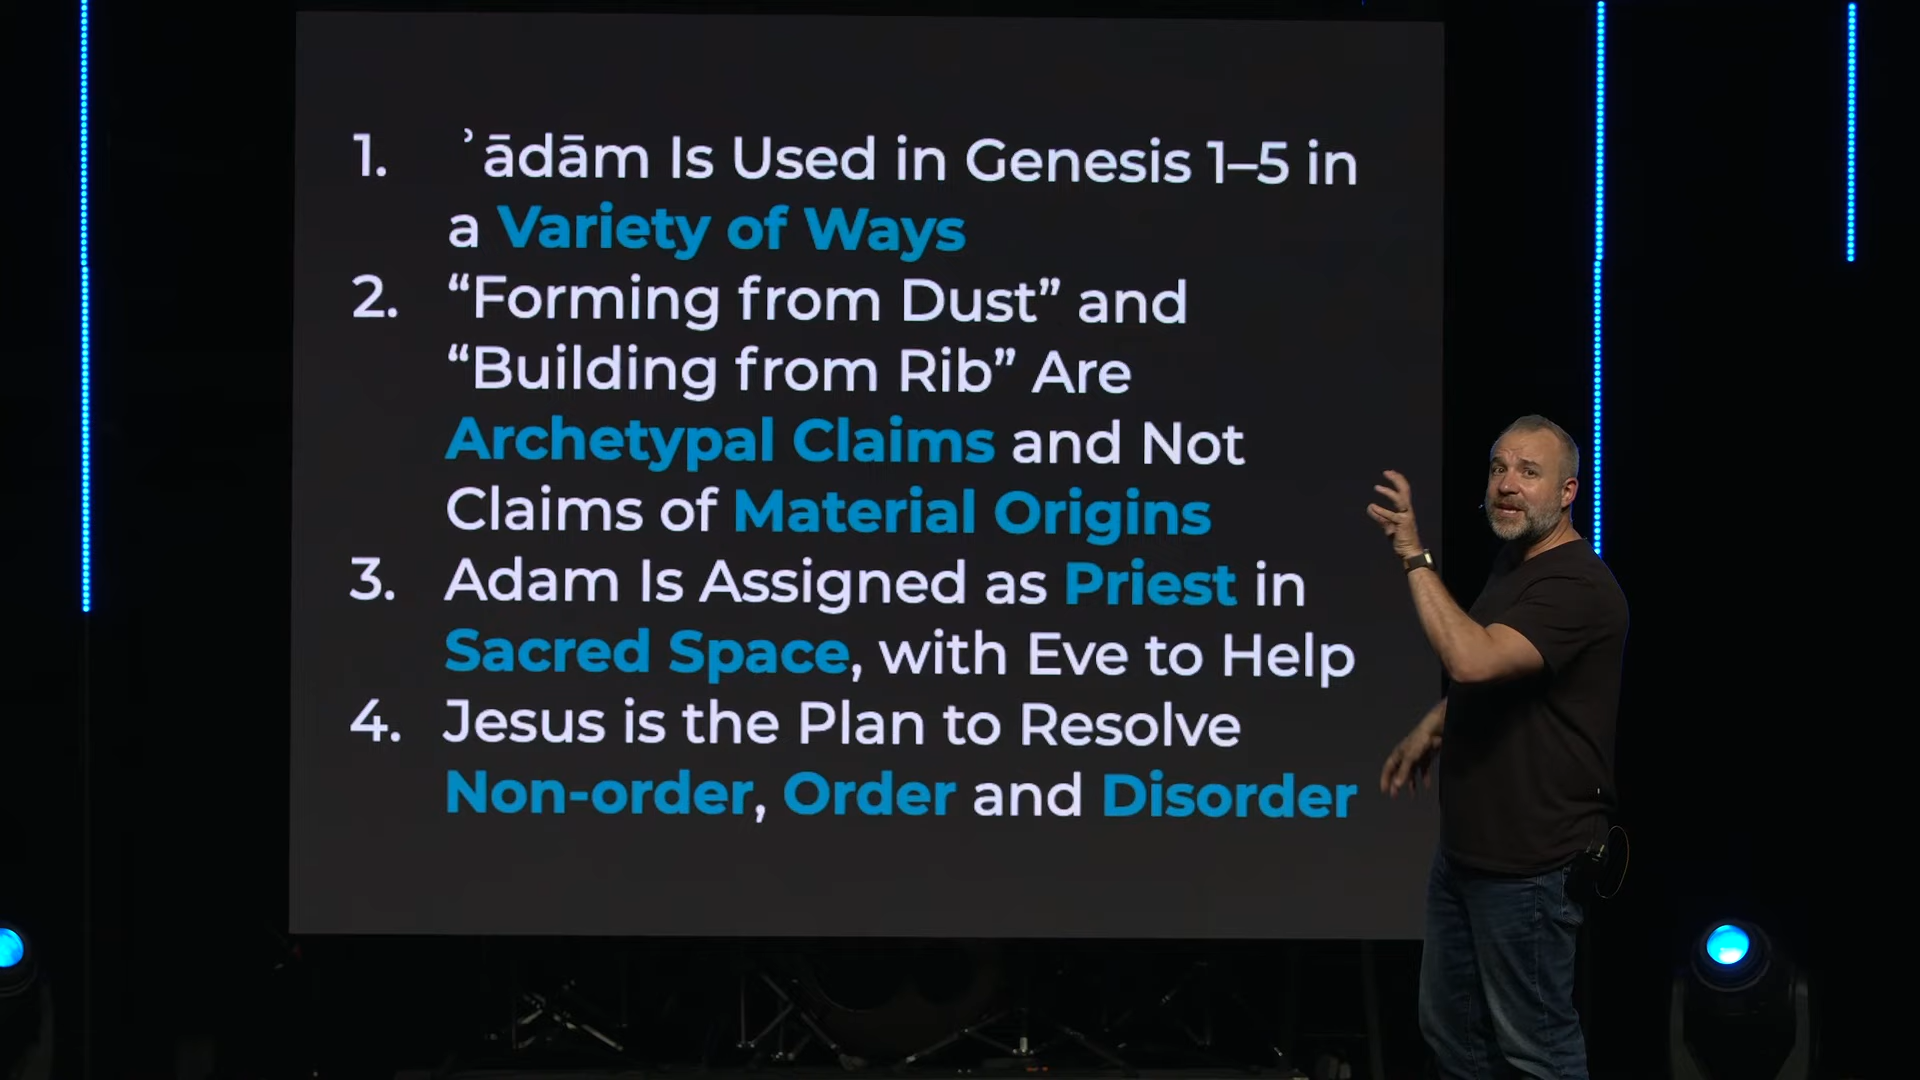 1. ʾādām Is Used in Genesis 1–5 in
a Variety of Ways
2. “Forming from Dust” and
“Building from Rib” Are
Archetypal Claims and Not
Claims of Material Origins
3. Adam Is Assigned as Priest in
Sacred Space, with Eve to Help
4. Jesus is the Plan to Resolve
Non-order, Order and Disorder